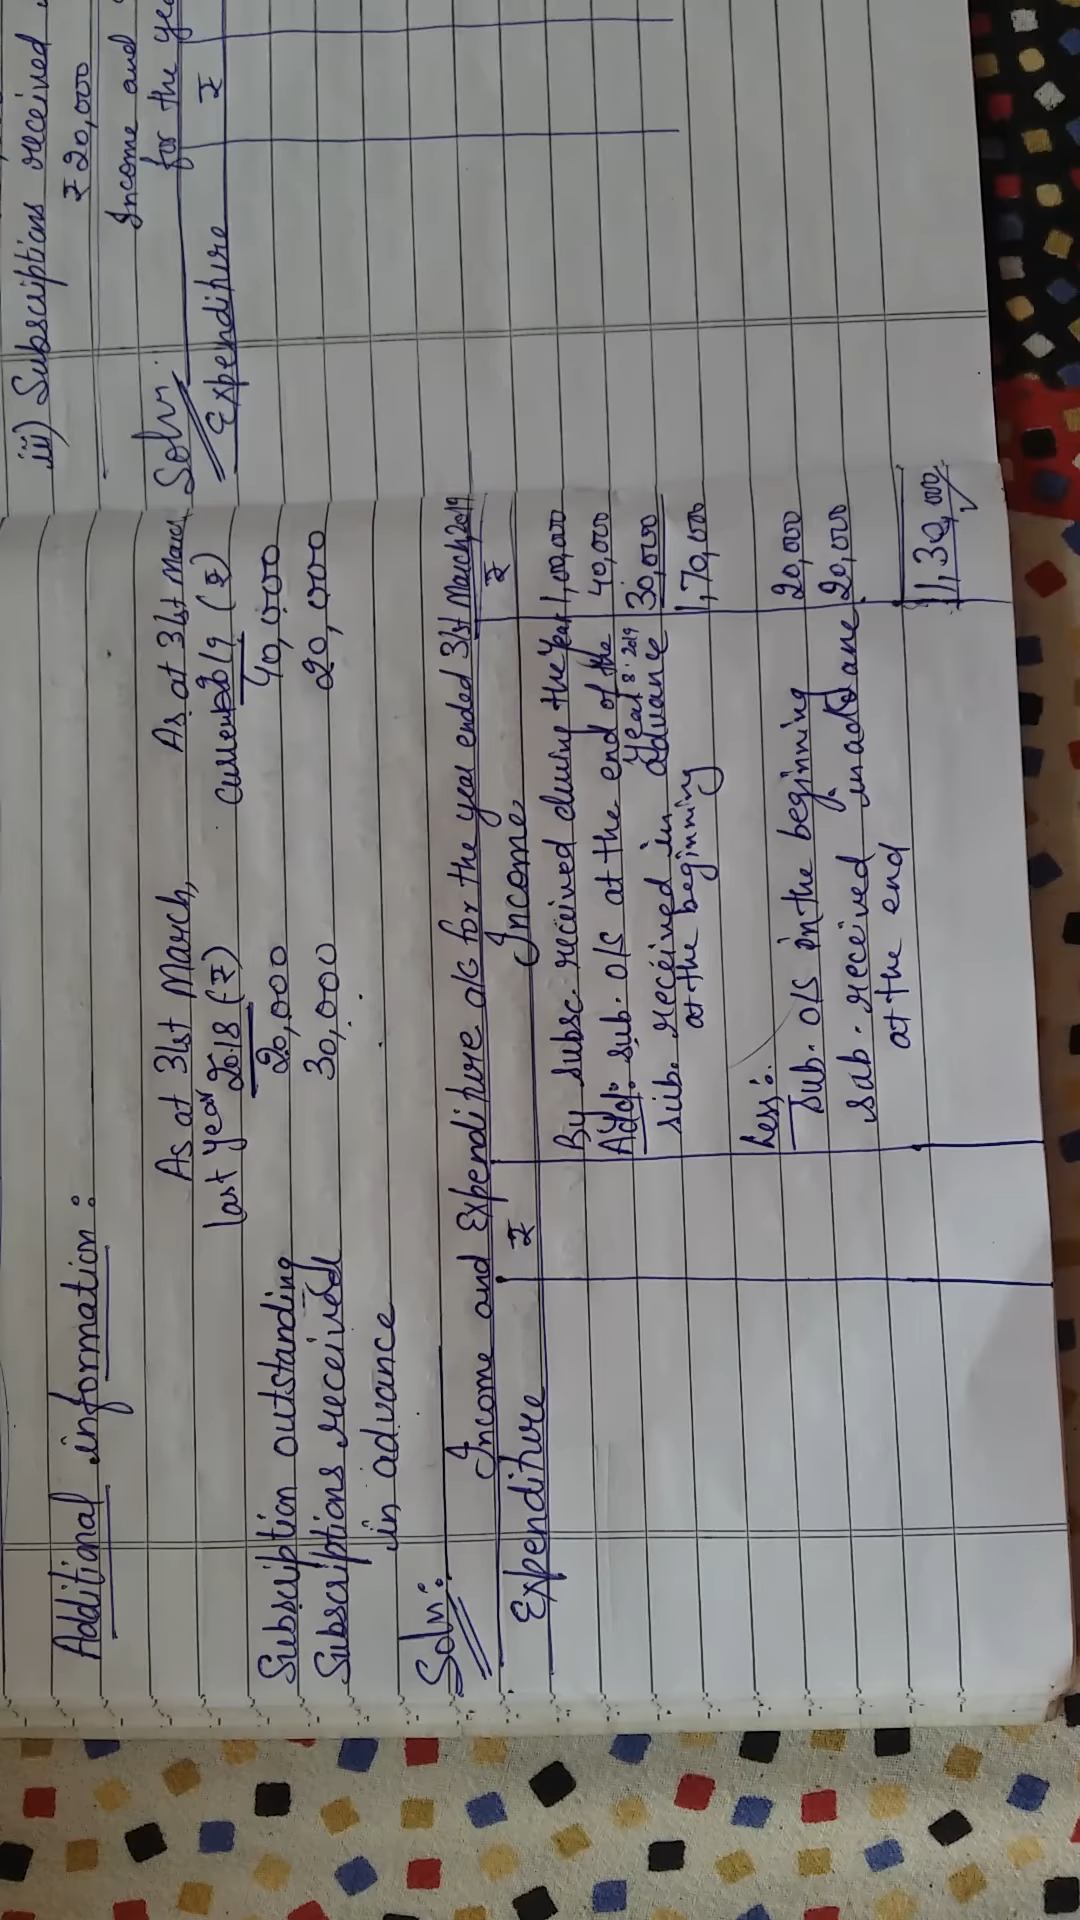 Additional information :
As at 31st March,
As at 31st Marc
last year 2018 (₹)
current 2019 (₹)
Subscription outstanding 20,000 40,000
Subscriptions received 30,000 20,000
in advance
Soln:
Income and Expenditure a/c for the year ended 31st March, 2019
Expenditure ₹ Income ₹
By subsc. received during the year 1,00,000
Add: sub. o/s at the end of the 40,000
year 2019
sub. received in advance 30,000
at the beginning 1,70,000
Less:
sub. o/s in the beginning 20,000
sub. received in advane 20,000
at the end
1,30,000
iii) Subscriptions received
₹ 20,000
Income and
Soln. for the yea
Expenditure ₹